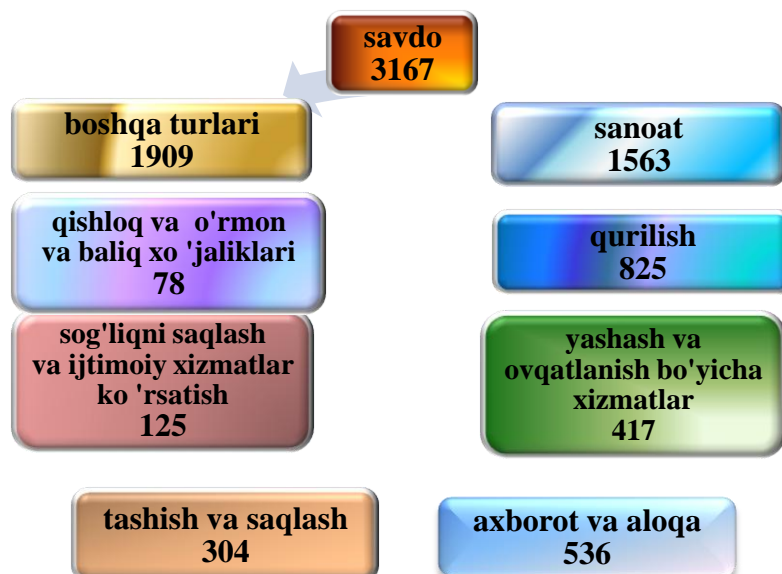 savdo
3167
boshqa turlari
1909
sanoat
1563
qishloq va o'rmon
va baliq xo 'jaliklari
78
qurilish
825
sog'liqni saqlash
va ijtimoiy xizmatlar
ko 'rsatish
125
yashash va
ovqatlanish bo'yicha
xizmatlar
417
tashish va saqlash
304
axborot va aloqa
536